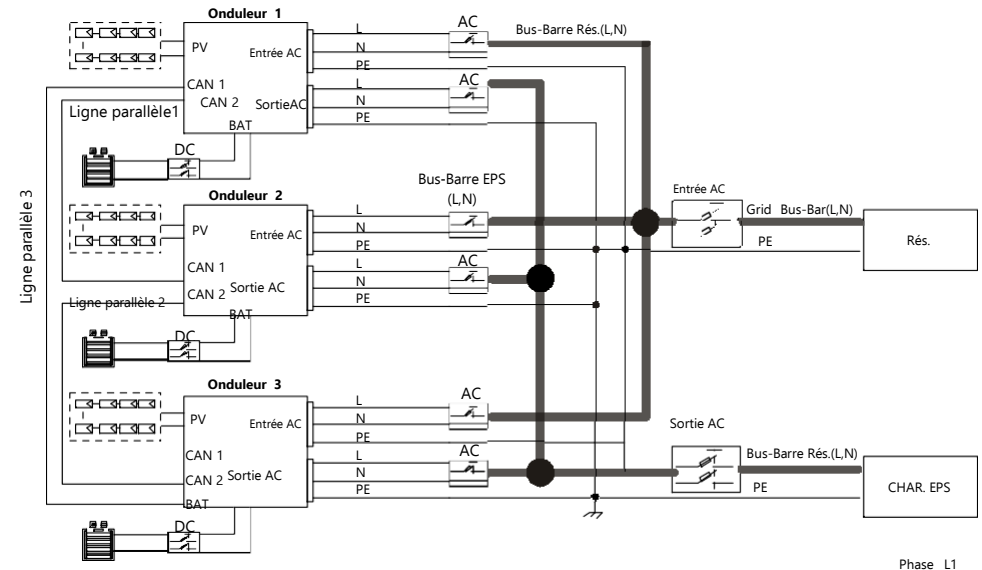 Onduleur 1
PV
Entrée AC
CAN 1
CAN 2
SortieAC
BAT
L
N
PE
L
N
PE
AC
AC
Bus-Barre Rés.(L,N)
Ligne parallèle1
DC
Ligne parallèle 3
Onduleur 2
PV
Entrée AC
CAN 1
CAN 2
Sortie AC
BAT
L
N
PE
L
N
PE
Bus-Barre EPS
(L,N)
AC
AC
Entrée AC
Grid Bus-Bar(L,N)
PE
Rés.
Ligne parallèle 2
DC
Onduleur 3
PV
Entrée AC
CAN 1
CAN 2
Sortie AC
BAT
L
N
PE
L
N
PE
AC
AC
Sortie AC
Bus-Barre Rés.(L,N)
PE
CHAR. EPS
DC
Phase L1